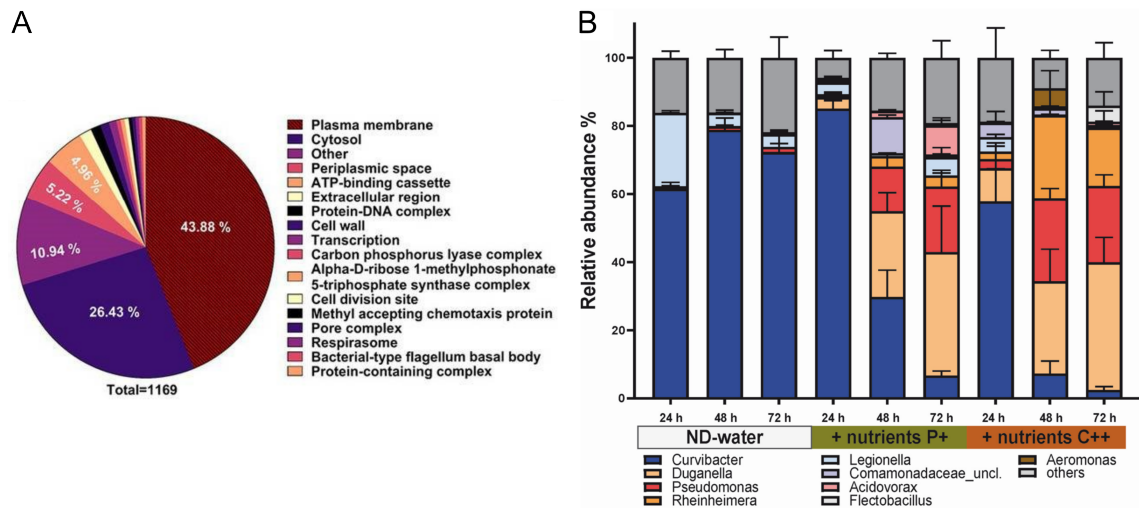 A
43.88 %
26.43 %
10.94 %
5.22 %
4.96 %
Total=1169
Plasma membrane
Cytosol
Other
Periplasmic space
ATP-binding cassette
Extracellular region
Protein-DNA complex
Cell wall
Transcription
Carbon phosphorus lyase complex
Alpha-D-ribose 1-methylphosphonate
5-triphosphate synthase complex
Cell division site
Methyl accepting chemotaxis protein
Pore complex
Respirasome
Bacterial-type flagellum basal body
Protein-containing complex
B
Relative abundance %
100
80
60
40
20
0
24 h 48 h 72 h 24 h 48 h 72 h 24 h 48 h 72 h
ND-water + nutrients P+ + nutrients C++
Curvibacter
Duganella
Pseudomonas
Rheinheimera
Legionella
Comamonadaceae_uncl.
Acidovorax
Flectobacillus
Aeromonas
others